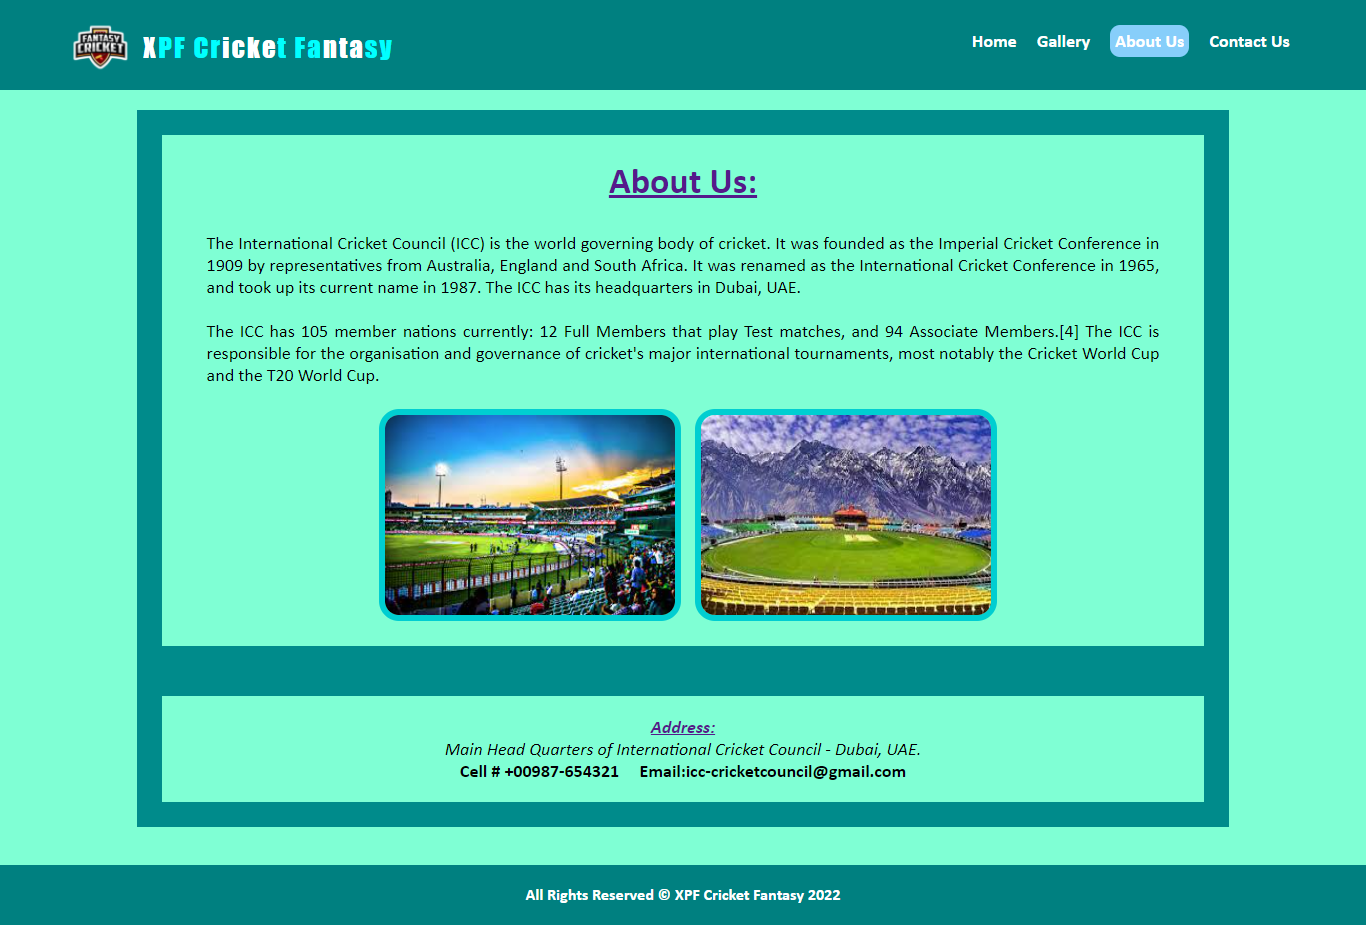 FANTASY
CRICKET
XPF Cricket Fantasy
Home Gallery About Us Contact Us
About Us:
The International Cricket Council (ICC) is the world governing body of cricket. It was founded as the Imperial Cricket Conference in
1909 by representatives from Australia, England and South Africa. It was renamed as the International Cricket Conference in 1965,
and took up its current name in 1987. The ICC has its headquarters in Dubai, UAE.
The ICC has 105 member nations currently: 12 Full Members that play Test matches, and 94 Associate Members.[4] The ICC is
responsible for the organisation and governance of cricket's major international tournaments, most notably the Cricket World Cup
and the T20 World Cup.
Address:
Main Head Quarters of International Cricket Council - Dubai, UAE.
Cell # +00987-654321 Email:icc-cricketcouncil@gmail.com
All Rights Reserved © XPF Cricket Fantasy 2022